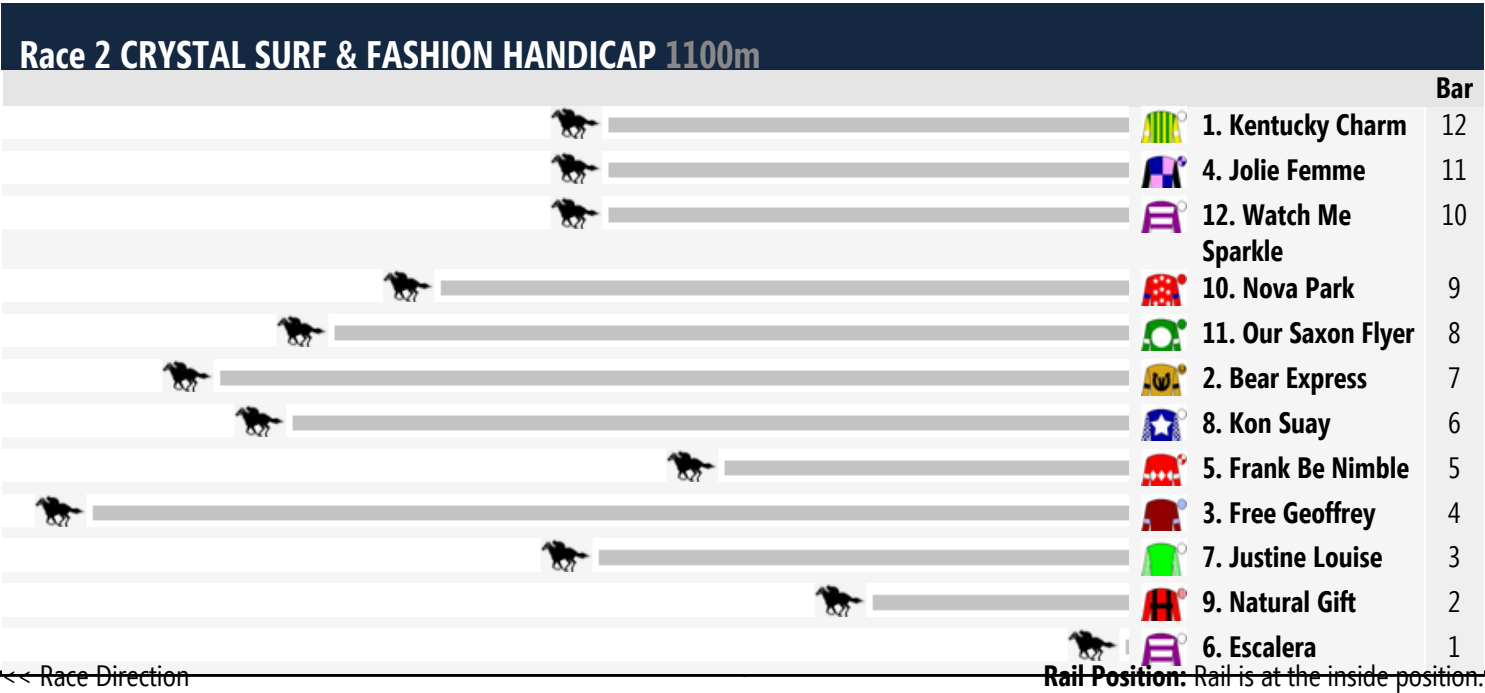 Race 2 CRYSTAL SURF & FASHION HANDICAP 1100m
Bar
1. Kentucky Charm 12
4. Jolie Femme 11
12. Watch Me 10
Sparkle
10. Nova Park 9
11. Our Saxon Flyer 8
2. Bear Express 7
8. Kon Suay 6
5. Frank Be Nimble 5
3. Free Geoffrey 4
7. Justine Louise 3
9. Natural Gift 2
6. Escalera 1
<< Race Direction Rail Position: Rail is at the inside position.